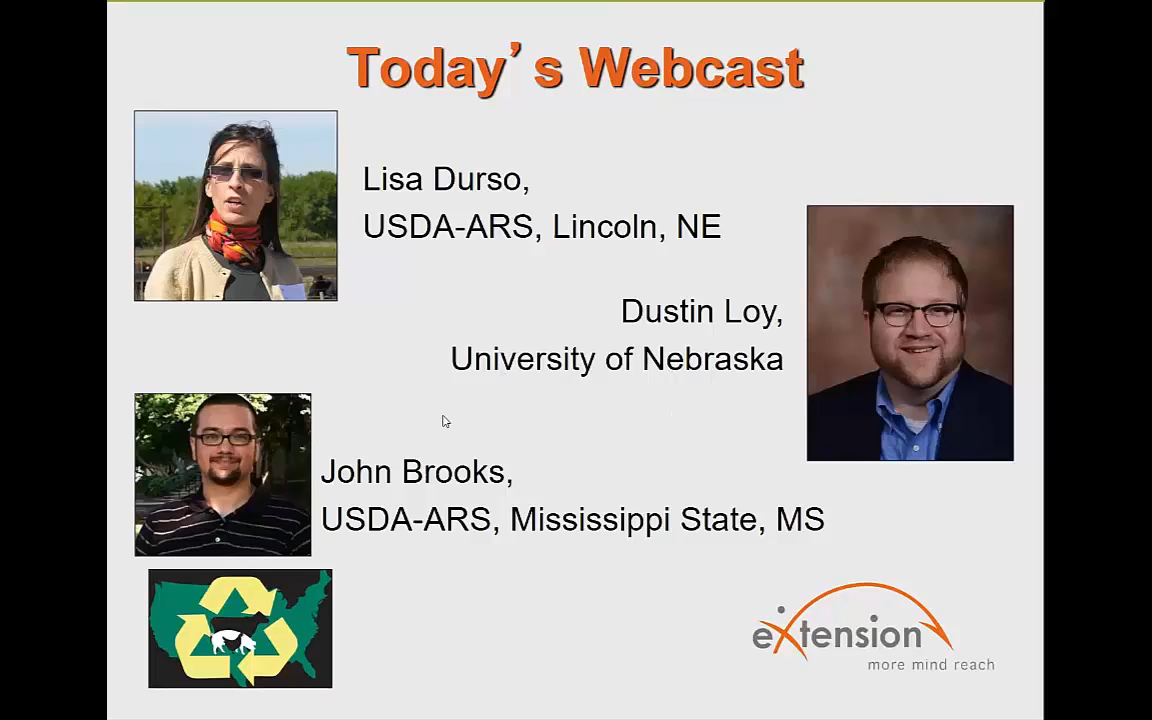 Today's Webcast
Lisa Durso,
USDA-ARS, Lincoln, NE
Dustin Loy,
University of Nebraska
John Brooks,
USDA-ARS, Mississippi State, MS
eXtension
more mind reach